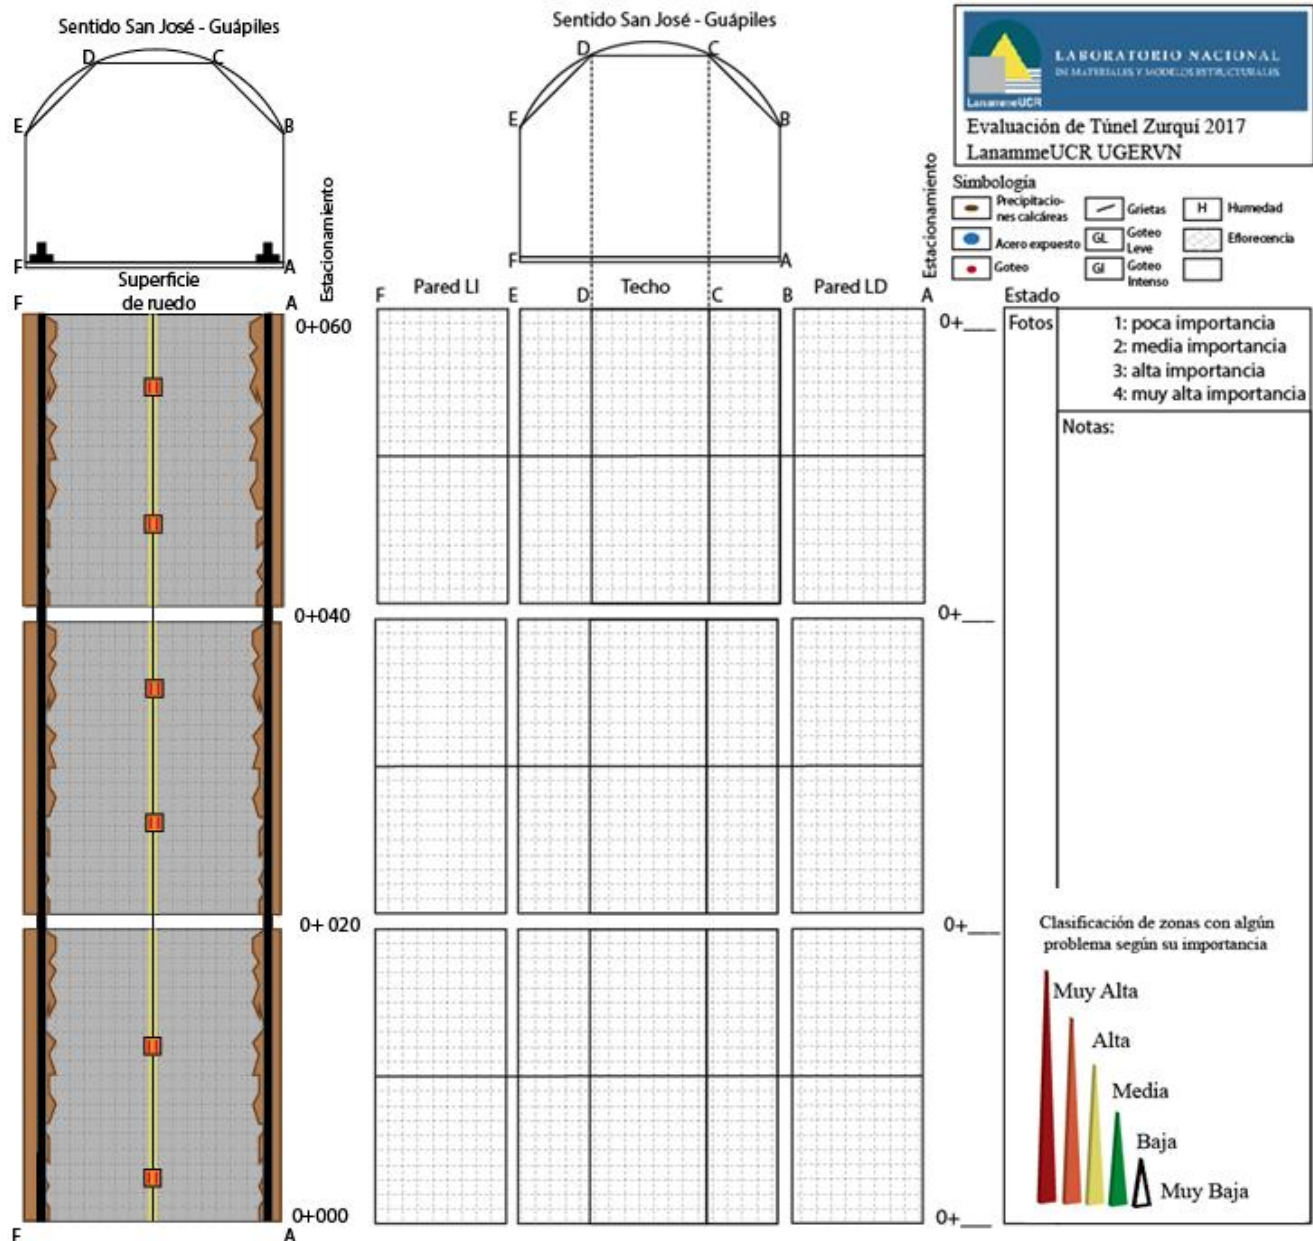 Sentido San José - Guápiles
D
C
E
B
F
A
Superficie
de ruedo
Estacionamiento
F
A
0+060
0+040
0+ 020
0+000
F
A
Sentido San José - Guápiles
D
C
E
B
F
A
Estacionamiento
F
Pared LI
E
D
Techo
C
B
Pared LD
A
0+___
0+___
0+___
0+___
LanammeUCR
LABORATORIO NACIONAL
DE MATERIALES Y MODELOS ESTRUCTURALES
Evaluación de Túnel Zurquí 2017
LanammeUCR UGERVN
Simbología
Precipitacio-
nes calcáreas
Grietas
H
Humedad
Acero expuesto
GL
Goteo
Leve
Eflorecencia
Goteo
GI
Goteo
Intenso
Estado
Fotos
1: poca importancia
2: media importancia
3: alta importancia
4: muy alta importancia
Notas:
Clasificación de zonas con algún
problema según su importancia
Muy Alta
Alta
Media
Baja
Muy Baja